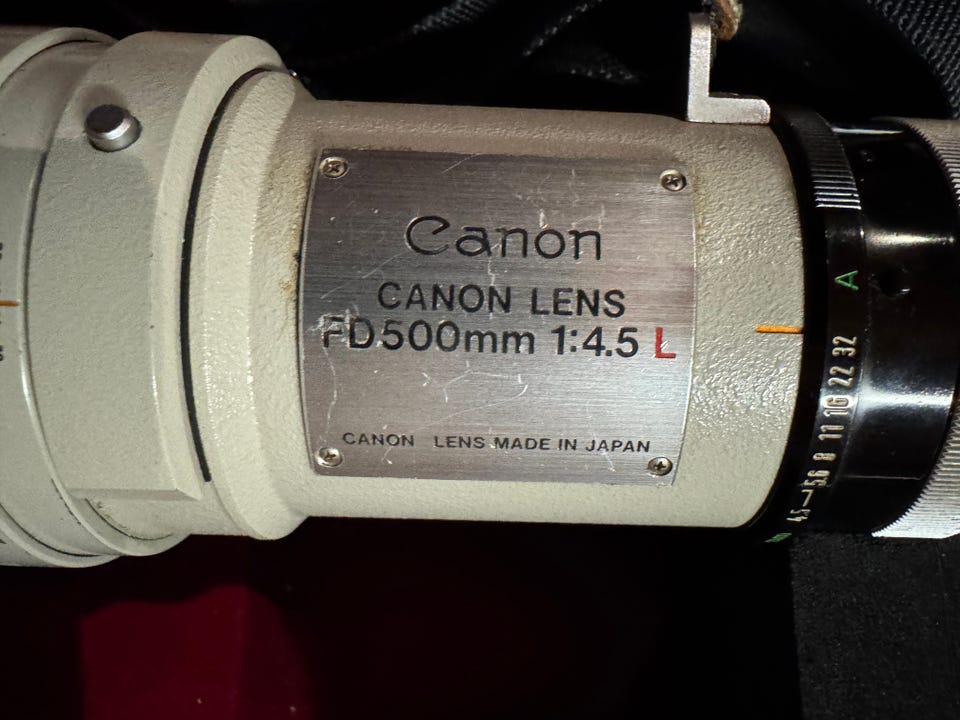 Canon
CANON LENS
FD500mm 1:4.5 L
CANON LENS MADE IN JAPAN
A
4.5 5.6 8 11 16 22 32